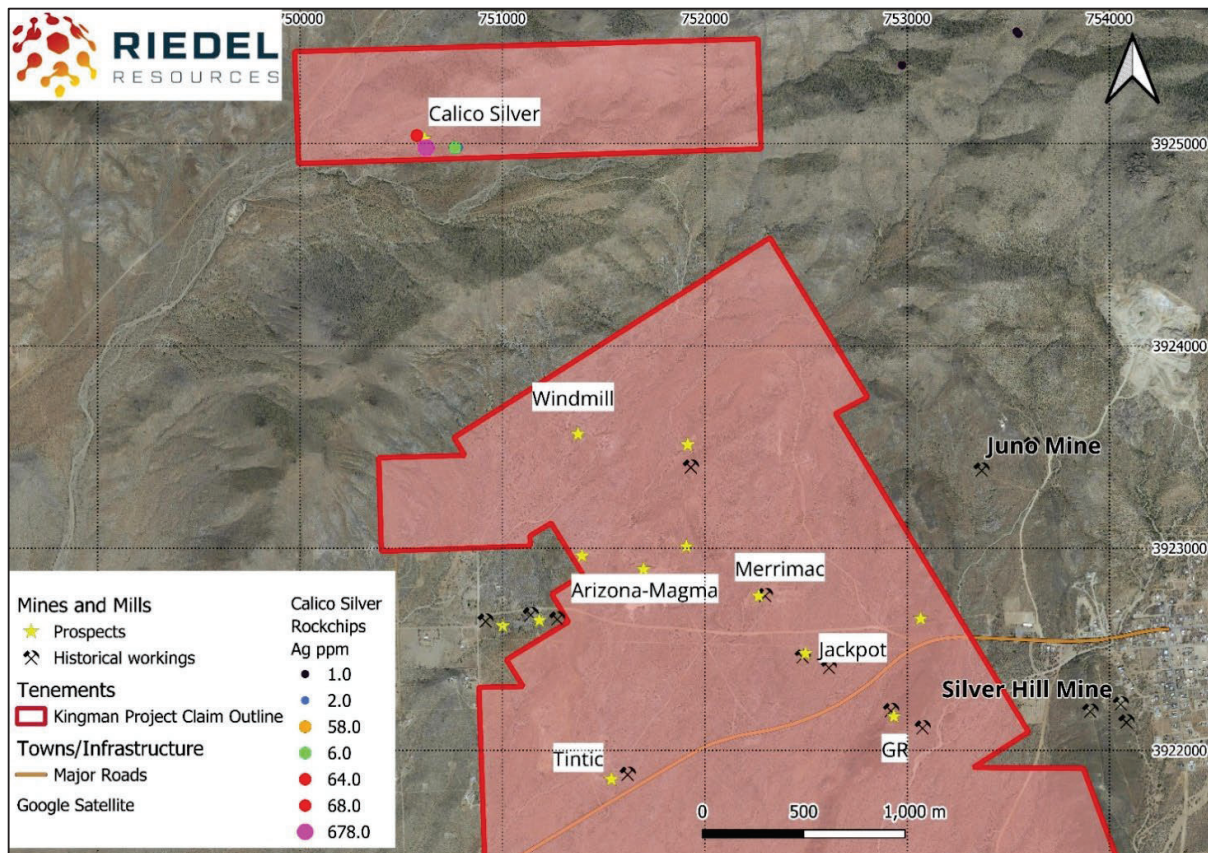 RIEDEL
RESOURCES
750000
751000
752000
753000
754000
Calico Silver
3925000
3924000
Windmill
Juno Mine
3923000
Merrimac
Arizona-Magma
Jackpot
Silver Hill Mine
GR
3922000
Tintic
0 500 1,000 m
Mines and Mills
Prospects
Historical workings
Tenements
Kingman Project Claim Outline
Towns/Infrastructure
Major Roads
Google Satellite
Calico Silver
Rockchips
Ag ppm
1.0
2.0
58.0
6.0
64.0
68.0
678.0